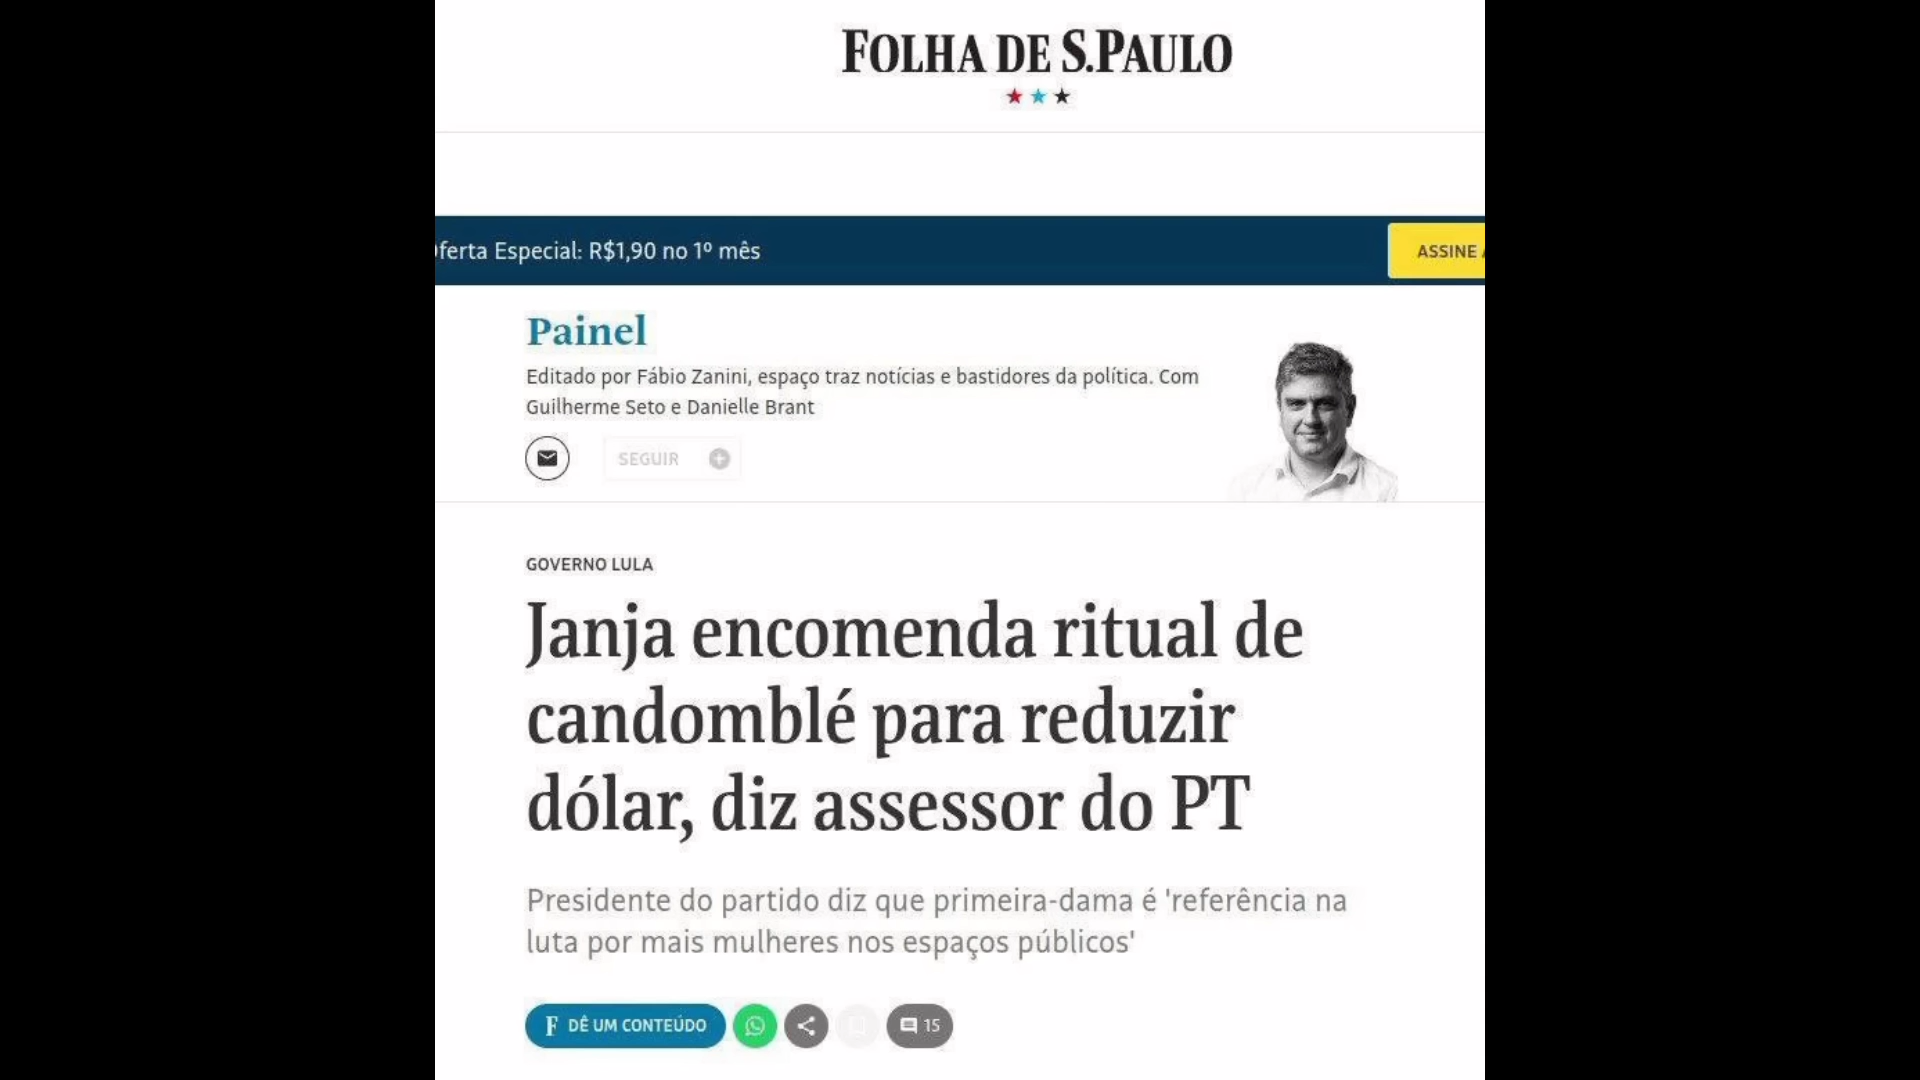 FOLHA DE S.PAULO
ferta Especial: R$1,90 no 1º mês
ASSINE
Painel
Editado por Fábio Zanini, espaço traz notícias e bastidores da política. Com
Guilherme Seto e Danielle Brant
SEGUIR
GOVERNO LULA
Janja encomenda ritual de
candomblé para reduzir
dólar, diz assessor do PT
Presidente do partido diz que primeira-dama é 'referência na
luta por mais mulheres nos espaços públicos'
F DÊ UM CONTEÚDO
15